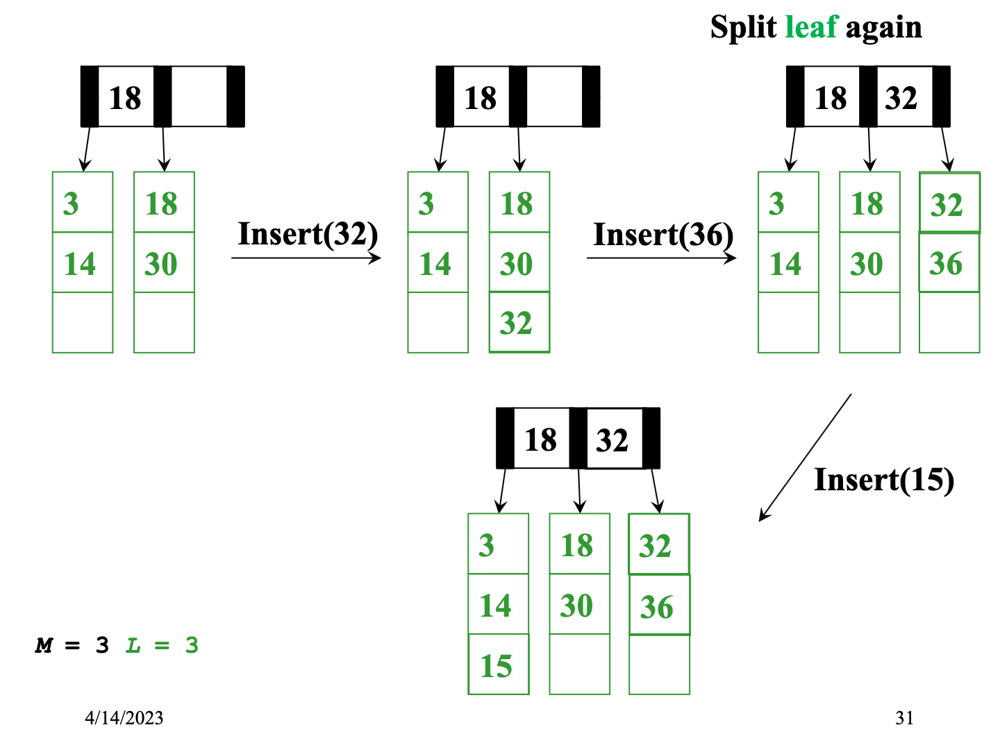 Split leaf again
18
18
18 32
3 18
14 30
Insert(32)
3 18
14 30
32
Insert(36)
3 18 32
14 30 36
18 32
Insert(15)
3 18 32
14 30 36
15
M = 3 L = 3
4/14/2023
31